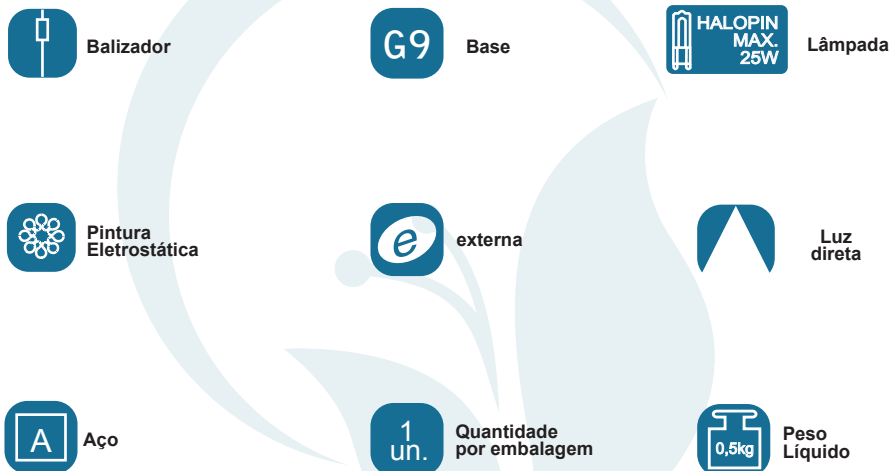 Balizador
G9
Base
HALOPIN
MAX.
25W
Lâmpada
Pintura
Eletrostática
e
externa
Luz
direta
A
Aço
1
un.
Quantidade
por embalagem
0,5kg
Peso
Líquido